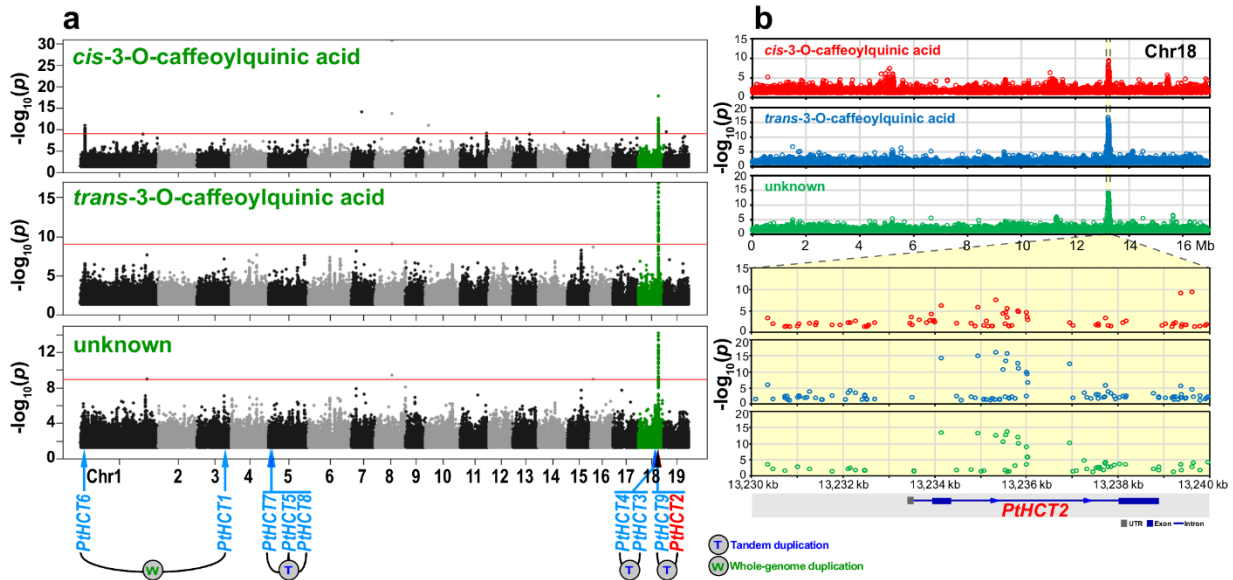 a
cis-3-O-caffeoylquinic acid
-log10(p)
30
25
20
15
10
5
0
trans-3-O-caffeoylquinic acid
-log10(p)
15
10
5
0
unknown
-log10(p)
12
8
4
0
Chr1 2 3 4 5 6 7 8 9 10 11 12 13 14 15 16 17 18 19
PtHCT6 PtHCT1 PtHCT7 PtHCT5 PtHCT8 PtHCT4 PtHCT3 PtHCT9 PtHCT2
W T T T
T Tandem duplication
W Whole-genome duplication
b
cis-3-O-caffeoylquinic acid Chr18
15
10
5
0
trans-3-O-caffeoylquinic acid
20
15
10
5
0
-log10(p)
unknown
20
15
10
5
0
0 2 4 6 8 10 12 14 16 Mb
15
10
5
0
20
15
10
5
0
-log10(p)
20
15
10
5
0
13,230 13,232 13,234 13,236 13,238 13,240 kb
PtHCT2
UTR Exon Intron